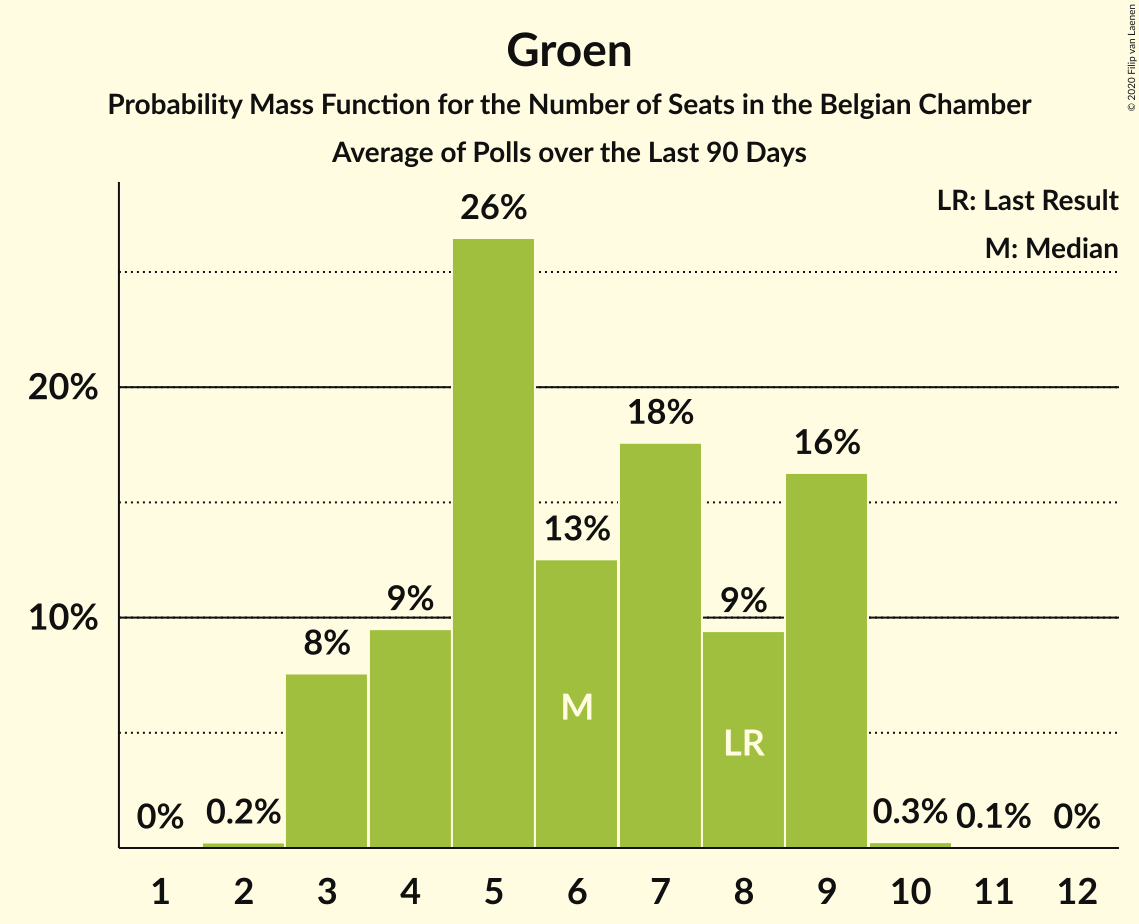 Groen
Probability Mass Function for the Number of Seats in the Belgian Chamber
Average of Polls over the Last 90 Days
© 2020 Filip van Laenen
LR: Last Result
M: Median
26%
20%
18%
16%
13%
10%
9%
9%
8%
M
LR
0%
0.2%
0.3%
0.1%
0%
1 2 3 4 5 6 7 8 9 10 11 12